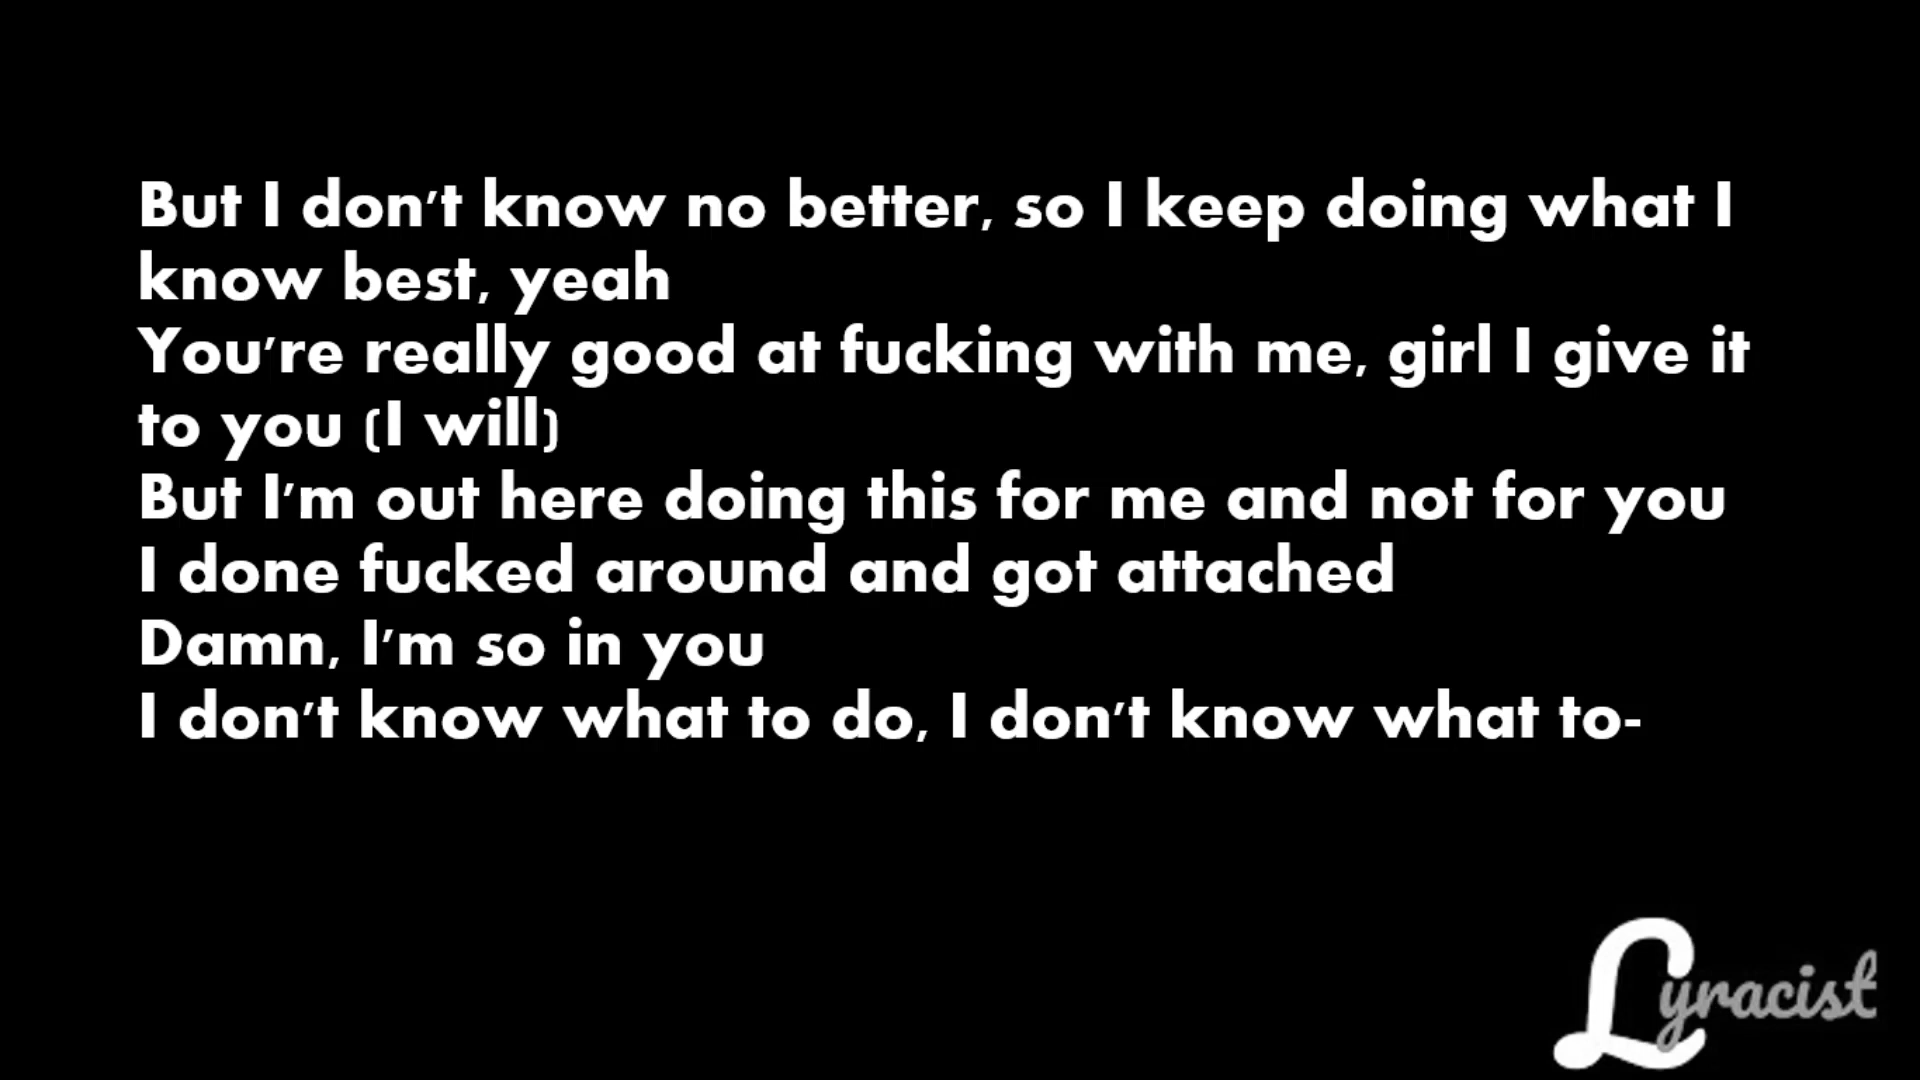 But I don't know no better, so I keep doing what I
know best, yeah
You're really good at fucking with me, girl I give it
to you (I will)
But I'm out here doing this for me and not for you
I done fucked around and got attached
Damn, I'm so in you
I don't know what to do, I don't know what to-
Lyracist